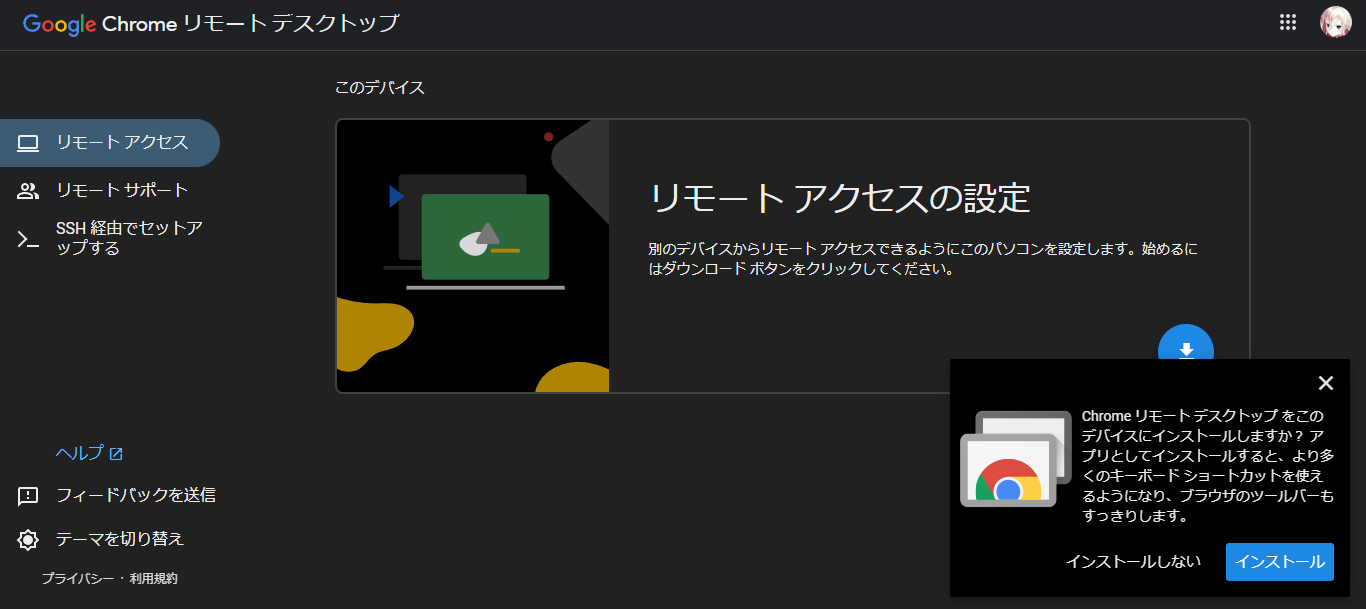 Google Chrome リモート デスクトップ
このデバイス
リモート アクセス
リモート サポート
SSH 経由でセットア
ップする
リモート アクセスの設定
別のデバイスからリモート アクセスできるようにこのパソコンを設定します。始めるに
はダウンロード ボタンをクリックしてください。
ヘルプ
フィードバックを送信
テーマを切り替え
プライバシー・利用規約
Chrome リモート デスクトップ をこの
デバイスにインストールしますか？ ア
プリとしてインストールすると、より多
くのキーボード ショートカットを使え
るようになり、ブラウザのツールバーも
すっきりします。
インストールしない
インストール